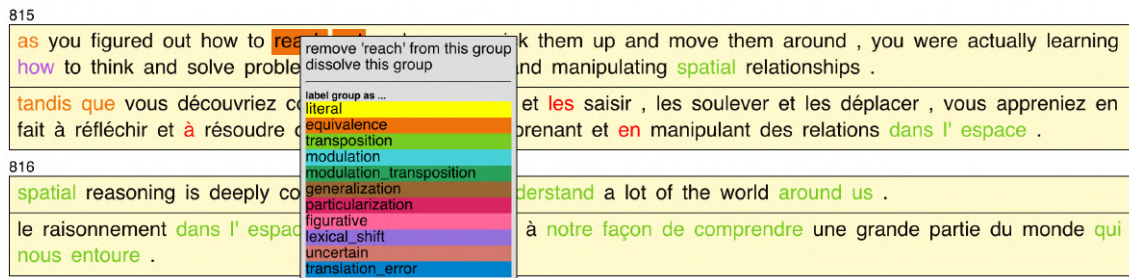 815
as you figured out how to reach
k them up and move them around , you were actually learning
how to think and solve proble
nd manipulating spatial relationships .
tandis que vous découvriez
et les saisir , les soulever et les déplacer , vous appreniez en
fait à réfléchir et à résoudre
prenant et en manipulant des relations dans l' espace .
816
spatial reasoning is deeply co
derstand a lot of the world around us .
le raisonnement dans l' espac
à notre façon de comprendre une grande partie du monde qui
nous entoure .
remove 'reach' from this group
dissolve this group
label group as ...
literal
equivalence
transposition
modulation
modulation_transposition
generalization
particularization
figurative
lexical_shift
uncertain
translation_error